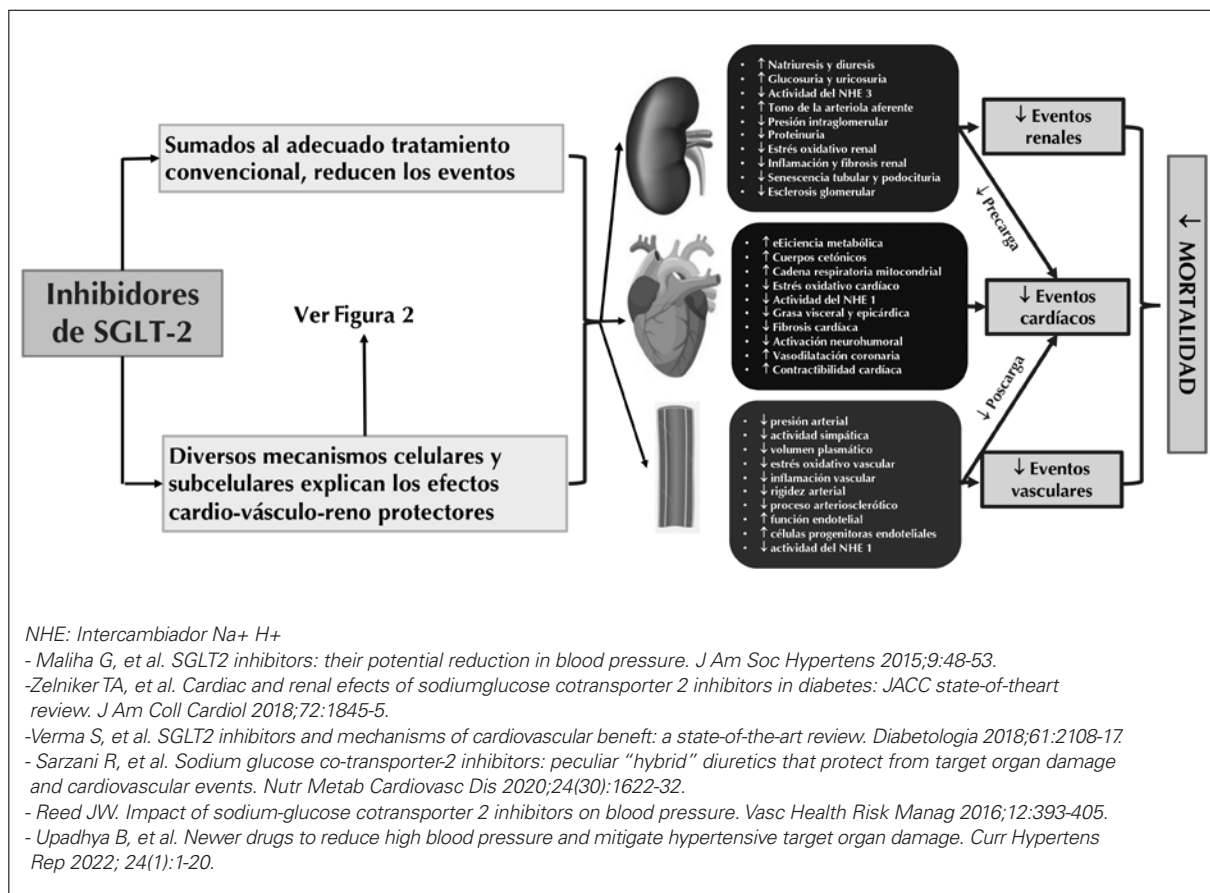 Inhibidores
de SGLT-2
Sumados al adecuado tratamiento
convencional, reducen los eventos
Ver Figura 2
Diversos mecanismos celulares y
subcelulares explican los efectos
cardio-vásculo-reno protectores
• ↑ Natriuresis y diuresis
• ↑ Glucosuria y uricosuria
• ↓ Actividad del NHE 3
• ↑ Tono de la arteriola aferente
• ↓ Presión intraglomerular
• ↓ Proteinuria
• ↓ Estrés oxidativo renal
• ↓ Inflamación y fibrosis renal
• ↓ Senescencia tubular y podocituria
• ↓ Esclerosis glomerular
• ↑ eEiciencia metabólica
• ↑ Cuerpos cetónicos
• ↑ Cadena respiratoria mitocondrial
• ↓ Estrés oxidativo cardíaco
• ↓ Actividad del NHE 1
• ↓ Grasa visceral y epicárdica
• ↓ Fibrosis cardíaca
• ↓ Activación neurohumoral
• ↑ Vasodilatación coronaria
• ↑ Contractibilidad cardíaca
• ↓ presión arterial
• ↓ actividad simpática
• ↓ volumen plasmático
• ↓ estrés oxidativo vascular
• ↓ inflamación vascular
• ↓ rigidez arterial
• ↓ proceso arteriosclerótico
• ↑ función endotelial
• ↑ células progenitoras endoteliales
• ↓ actividad del NHE 1
↓ Eventos
renales
↓ Precarga
↓ Eventos
cardíacos
↓ Poscarga
↓ Eventos
vasculares
↓ MORTALIDAD
NHE: Intercambiador Na+ H+
- Maliha G, et al. SGLT2 inhibitors: their potential reduction in blood pressure. J Am Soc Hypertens 2015;9:48-53.
-Zelniker TA, et al. Cardiac and renal efects of sodiumglucose cotransporter 2 inhibitors in diabetes: JACC state-of-theart
review. J Am Coll Cardiol 2018;72:1845-5.
-Verma S, et al. SGLT2 inhibitors and mechanisms of cardiovascular beneft: a state-of-the-art review. Diabetologia 2018;61:2108-17.
- Sarzani R, et al. Sodium glucose co-transporter-2 inhibitors: peculiar “hybrid” diuretics that protect from target organ damage
and cardiovascular events. Nutr Metab Cardiovasc Dis 2020;24(30):1622-32.
- Reed JW. Impact of sodium-glucose cotransporter 2 inhibitors on blood pressure. Vasc Health Risk Manag 2016;12:393-405.
- Upadhya B, et al. Newer drugs to reduce high blood pressure and mitigate hypertensive target organ damage. Curr Hypertens
Rep 2022; 24(1):1-20.